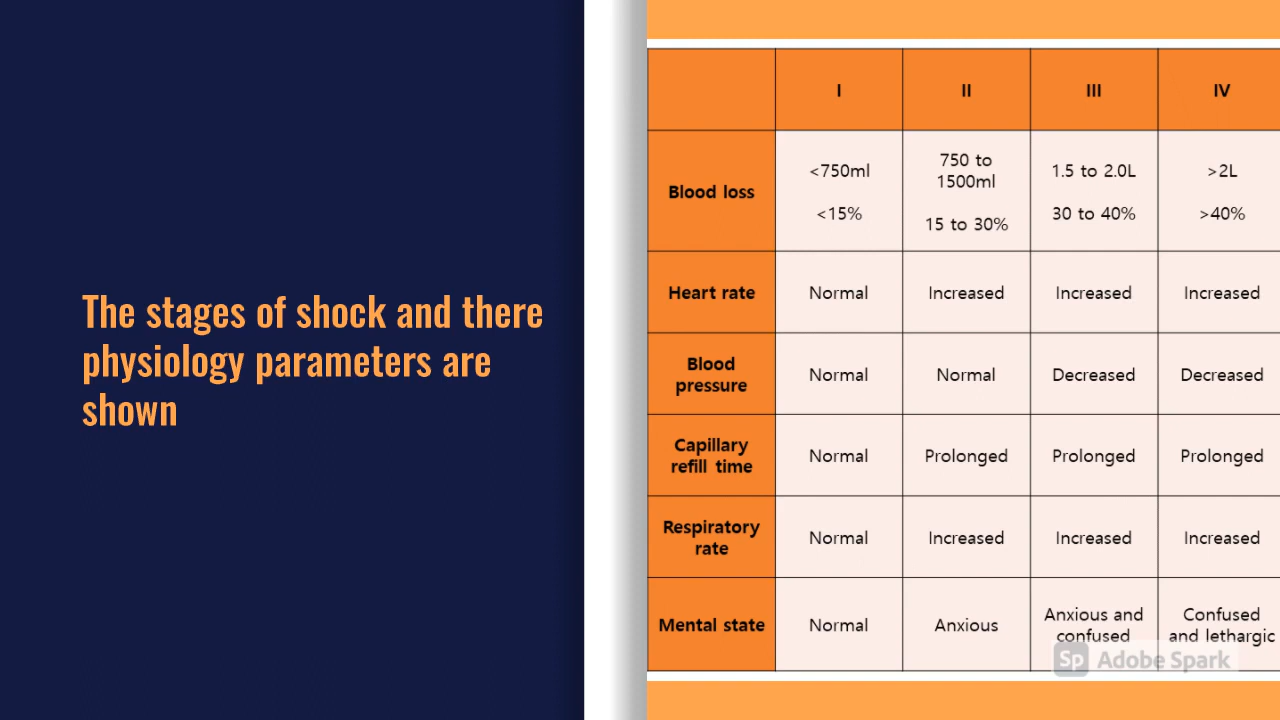 The stages of shock and there
physiology parameters are
shown
I II III IV
Blood loss
<750ml
<15%
750 to
1500ml
15 to 30%
1.5 to 2.0L
30 to 40%
>2L
>40%
Heart rate Normal Increased Increased Increased
Blood
pressure
Normal Normal Decreased Decreased
Capillary
refill time
Normal Prolonged Prolonged Prolonged
Respiratory
rate
Normal Increased Increased Increased
Mental state Normal Anxious
Anxious and
confused
Confused
and lethargic
Sp Adobe Spark